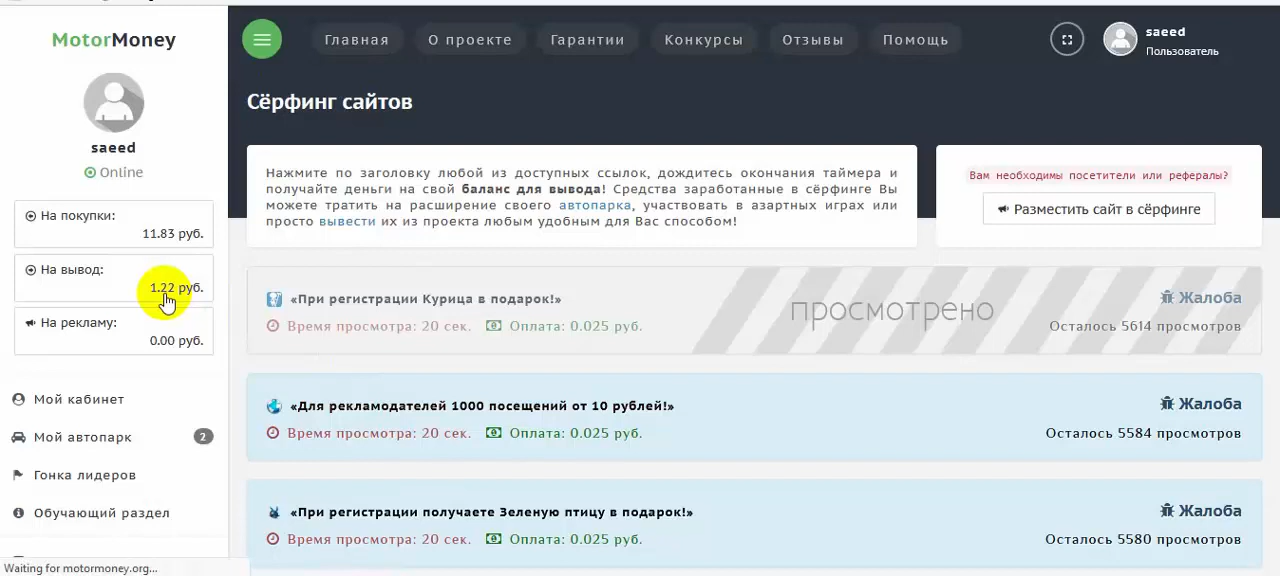 MotorMoney
Главная
О проекте
Гарантии
Конкурсы
Отзывы
Помощь
saeed
Пользователь
saeed
Online
На покупки:
11.83 руб.
На вывод:
1.22 руб.
На рекламу:
0.00 руб.
Мой кабинет
Мой автопарк 2
Гонка лидеров
Обучающий раздел
Waiting for motormoney.org...
Сёрфинг сайтов
Нажмите по заголовку любой из доступных ссылок, дождитесь окончания таймера и
получайте деньги на свой баланс для вывода! Средства заработанные в сёрфинге Вы
можете тратить на расширение своего автопарка, участвовать в азартных играх или
просто вывести их из проекта любым удобным для Вас способом!
Вам необходимы посетители или рефералы?
Разместить сайт в сёрфинге
«При регистрации Курица в подарок!»
Время просмотра: 20 сек. Оплата: 0.025 руб.
просмотрено
Жалоба
Осталось 5614 просмотров
«Для рекламодателей 1000 посещений от 10 рублей!»
Время просмотра: 20 сек. Оплата: 0.025 руб.
Жалоба
Осталось 5584 просмотров
«При регистрации получаете Зеленую птицу в подарок!»
Время просмотра: 20 сек. Оплата: 0.025 руб.
Жалоба
Осталось 5580 просмотров